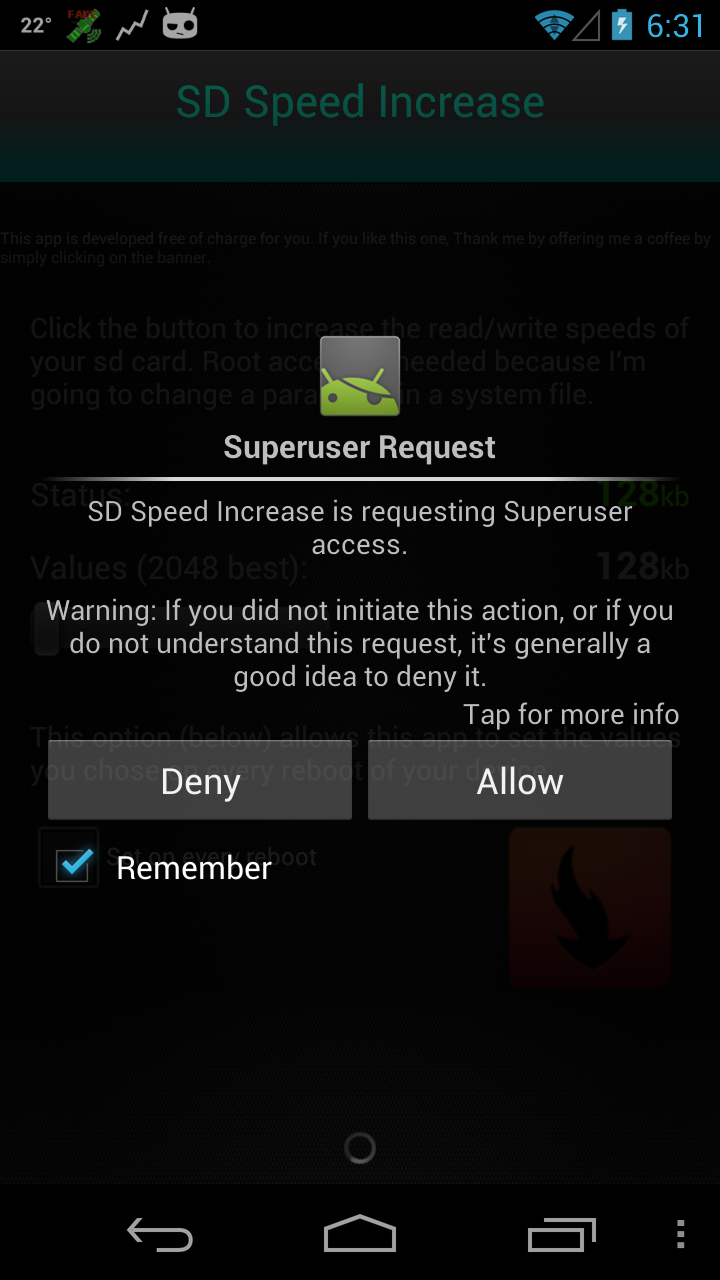 22°
FAKE
6:31
SD Speed Increase
This app is developed free of charge for you. If you like this one, Thank me by offering me a coffee by
simply clicking on the banner.
Click the button to increase the read/write speeds of
your sd card. Root needed because I'm
going to change a in a system file.
Superuser Request
Status: 128kb
SD Speed Increase is requesting Superuser
access.
Values (2048 best): 128kb
Warning: If you did not initiate this action, or if you
do not understand this request, it's generally a
good idea to deny it.
Tap for more info
This option (below) allows this app to set the values
you chose on every reboot of your device.
Deny Allow
Set on every reboot
Remember